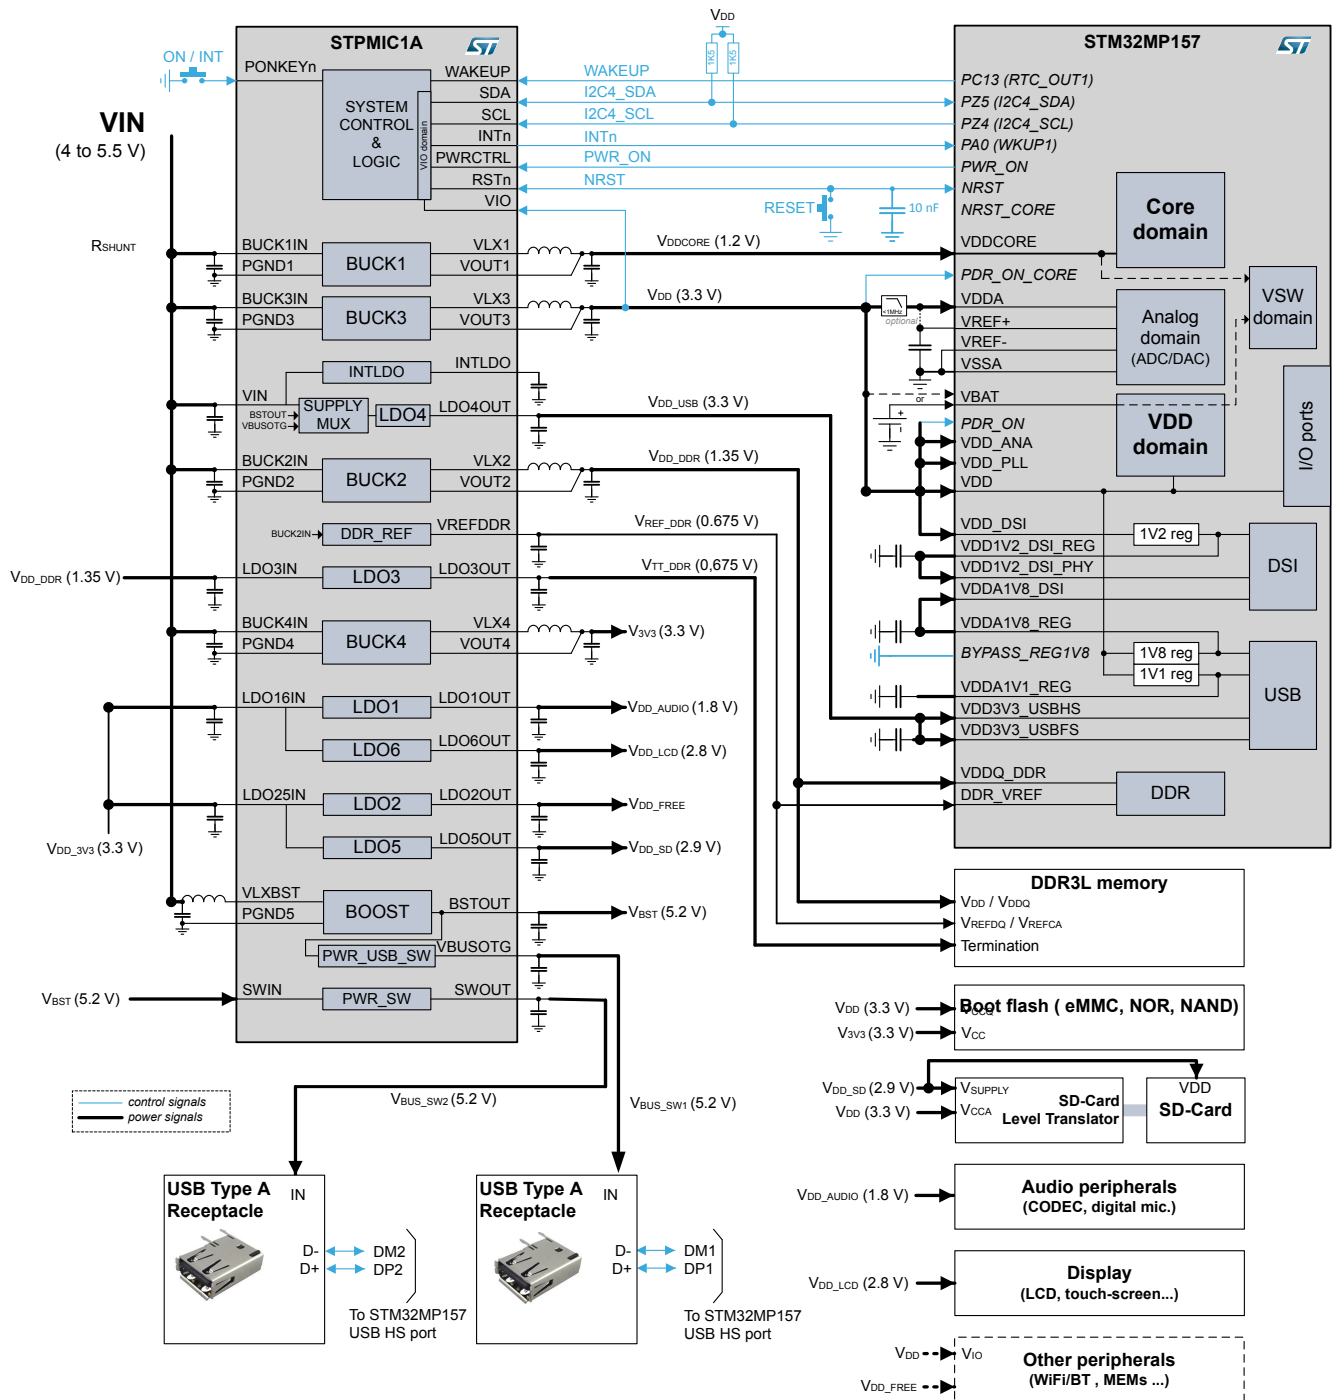 STPMIC1A
ST
VDD
STM32MP157
ST
ON / INT
PONKEYn
SYSTEM
CONTROL
&
LOGIC
VIO domain
WAKEUP
SDA
SCL
INTn
PWRCTRL
RSTn
VIO
WAKEUP
I2C4_SDA
I2C4_SCL
INTn
PWR_ON
NRST
1K5
1K5
RESET
10 nF
PC13 (RTC_OUT1)
PZ5 (I2C4_SDA)
PZ4 (I2C4_SCL)
PA0 (WKUP1)
PWR_ON
NRST
NRST_CORE
Core
domain
VIN
(4 to 5.5 V)
RSHUNT
BUCK1IN
PGND1
BUCK1
VLX1
VOUT1
VDDCORE (1.2 V)
VDDCORE
PDR_ON_CORE
BUCK3IN
PGND3
BUCK3
VLX3
VOUT3
VDD (3.3 V)
<1MHz
optional
VDDA
VREF+
VREF-
VSSA
Analog
domain
(ADC/DAC)
VSW
domain
INTLDO
INTLDO
VIN
BSTOUT
VBUSOTG
SUPPLY
MUX
LDO4
LDO4OUT
VDD_USB (3.3 V)
or
+
VBAT
PDR_ON
VDD_ANA
VDD_PLL
VDD
VDD
domain
I/O ports
BUCK2IN
PGND2
BUCK2
VLX2
VOUT2
VDD_DDR (1.35 V)
BUCK2IN
DDR_REF
VREFDDR
VREF_DDR (0.675 V)
VDD_DSI
VDD1V2_DSI_REG
VDD1V2_DSI_PHY
VDDA1V8_DSI
1V2 reg
DSI
VDD_DDR (1.35 V)
LDO3IN
LDO3
LDO3OUT
VTT_DDR (0,675 V)
BUCK4IN
PGND4
BUCK4
VLX4
VOUT4
V3V3 (3.3 V)
VDDA1V8_REG
BYPASS_REG1V8
VDDA1V1_REG
VDD3V3_USBHS
VDD3V3_USBFS
1V8 reg
1V1 reg
USB
LDO16IN
LDO1
LDO1OUT
VDD_AUDIO (1.8 V)
LDO6
LDO6OUT
VDD_LCD (2.8 V)
VDDQ_DDR
DDR_VREF
DDR
LDO25IN
LDO2
LDO2OUT
VDD_FREE
VDD_3V3 (3.3 V)
LDO5
LDO5OUT
VDD_SD (2.9 V)
VLXBST
PGND5
BOOST
BSTOUT
VBST (5.2 V)
PWR_USB_SW
VBUSOTG
VBST (5.2 V)
SWIN
PWR_SW
SWOUT
DDR3L memory
VDD / VDDQ
VREFDQ / VREFCA
Termination
VDD (3.3 V)
V3V3 (3.3 V)
Boot flash ( eMMC, NOR, NAND)
VCCQ
VCC
VDD_SD (2.9 V)
VDD (3.3 V)
VSUPPLY
VCCA
SD-Card
Level Translator
VDD
SD-Card
control signals
power signals
VBUS_SW2 (5.2 V)
VBUS_SW1 (5.2 V)
USB Type A
Receptacle
IN
D-
D+
DM2
DP2
To STM32MP157
USB HS port
USB Type A
Receptacle
IN
D-
D+
DM1
DP1
To STM32MP157
USB HS port
VDD_AUDIO (1.8 V)
Audio peripherals
(CODEC, digital mic.)
VDD_LCD (2.8 V)
Display
(LCD, touch-screen...)
VDD
VIO
VDD_FREE
Other peripherals
(WiFi/BT , MEMs ...)